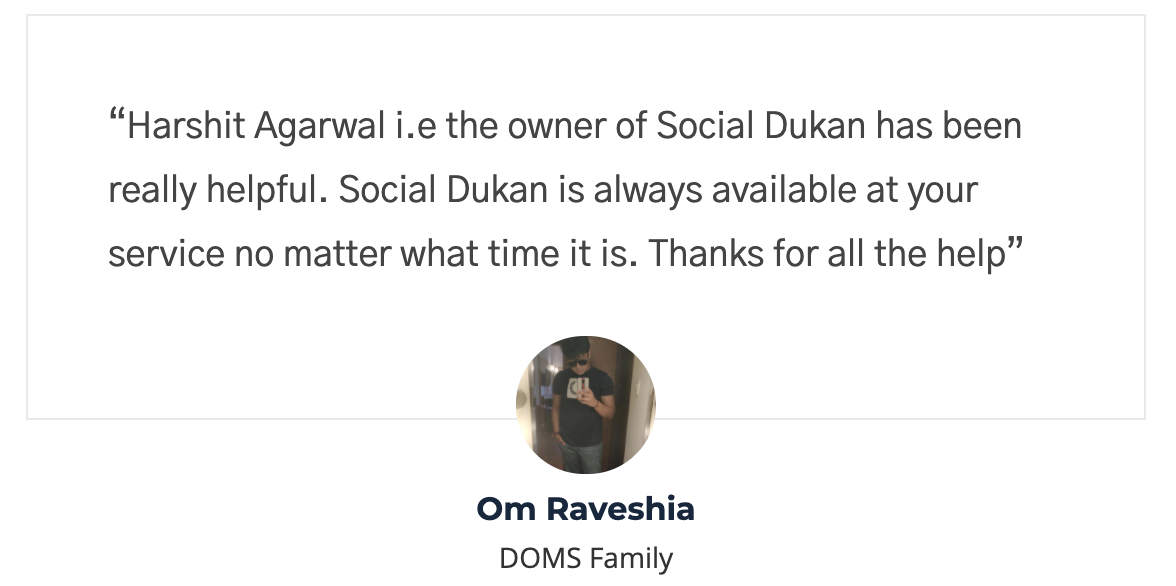 “Harshit Agarwal i.e the owner of Social Dukan has been
really helpful. Social Dukan is always available at your
service no matter what time it is. Thanks for all the help”
Om Raveshia
DOMS Family